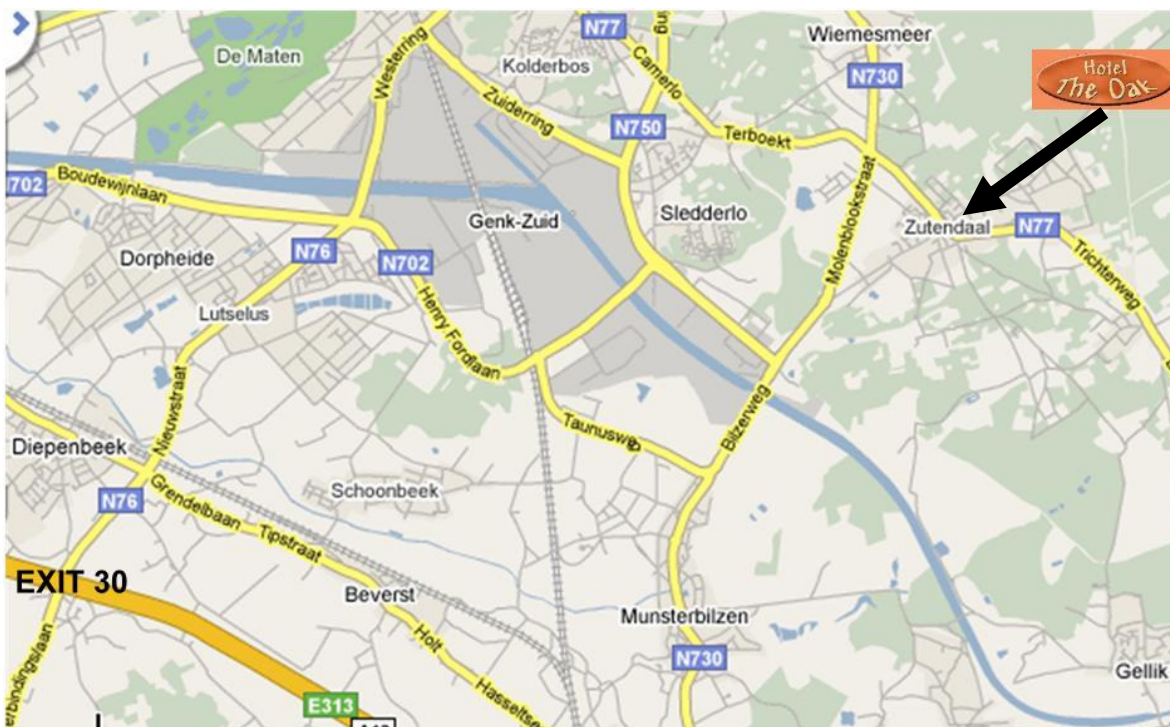 N77
ng
Wiemesmeer
De Maten
Kolderbos
Camerlo
Hotel
The Oak
N730
Westerring
Zuiderring
N750
Terboekt
Boudewijnlaan
N702
Genk-Zuid
Sledderlo
Molenblookstraat
Zutendaal
N77
Dorpheide
N76
N702
Trichterweg
Lutselus
Henry Fordlaan
Nieuwstraat
Taunusweg
Bilzerweg
Diepenbeek
Schoonbeek
N76
Grendelbaan
Tipstraat
EXIT 30
Beverst
Munsterbilzen
Holt
N730
Gellik
erbindingslaan
Hasseltse
E313